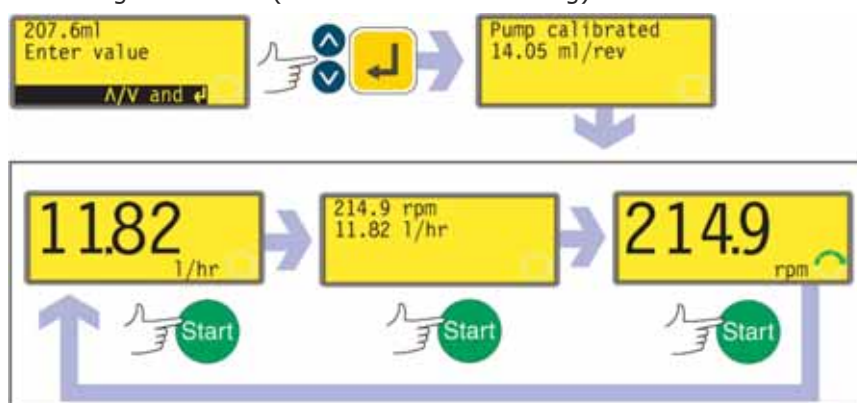 207.6ml
Enter value
Λ/V and ↲
Pump calibrated
14.05 ml/rev
11.82
l/hr
214.9 rpm
11.82 l/hr
214.9
rpm
Start
Start
Start